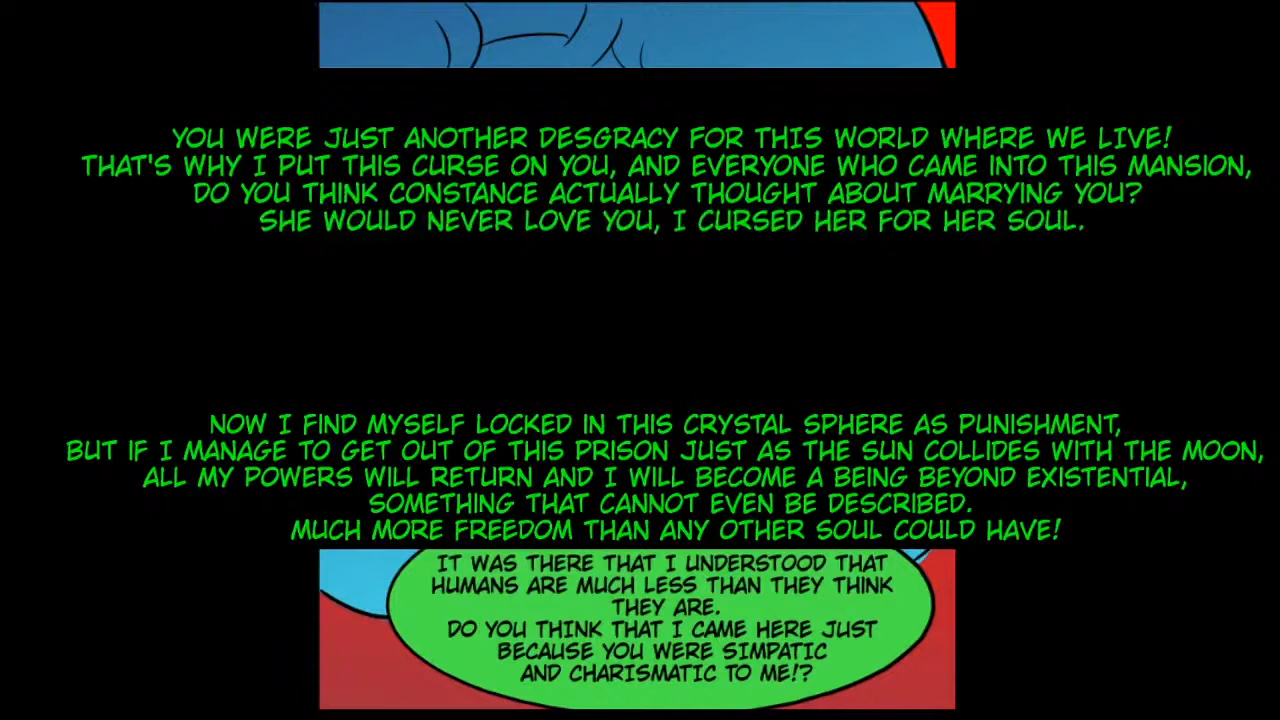 YOU WERE JUST ANOTHER DESGRACY FOR THIS WORLD WHERE WE LIVE!
THAT'S WHY I PUT THIS CURSE ON YOU, AND EVERYONE WHO CAME INTO THIS MANSION,
DO YOU THINK CONSTANCE ACTUALLY THOUGHT ABOUT MARRYING YOU?
SHE WOULD NEVER LOVE YOU, I CURSED HER FOR HER SOUL.
NOW I FIND MYSELF LOCKED IN THIS CRYSTAL SPHERE AS PUNISHMENT,
BUT IF I MANAGE TO GET OUT OF THIS PRISON JUST AS THE SUN COLLIDES WITH THE MOON,
ALL MY POWERS WILL RETURN AND I WILL BECOME A BEING BEYOND EXISTENTIAL,
SOMETHING THAT CANNOT EVEN BE DESCRIBED.
MUCH MORE FREEDOM THAN ANY OTHER SOUL COULD HAVE!
IT WAS THERE THAT I UNDERSTOOD THAT
HUMANS ARE MUCH LESS THAN THEY THINK
THEY ARE.
DO YOU THINK THAT I CAME HERE JUST
BECAUSE YOU WERE SIMPATIC
AND CHARISMATIC TO ME!?